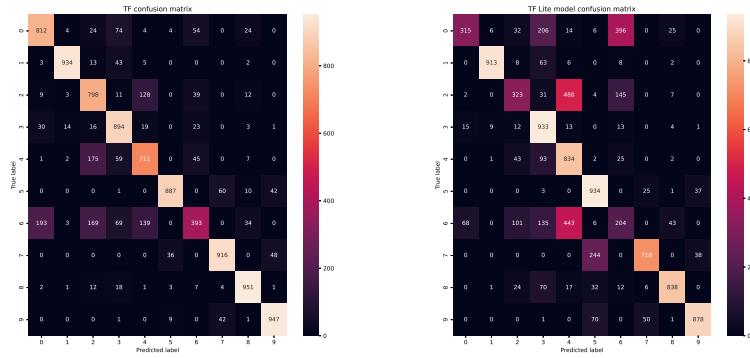 TF confusion matrix
True label
0 812 4 24 74 4 4 54 0 24 0
1 3 934 13 43 5 0 0 0 2 0
2 9 3 798 11 128 0 39 0 12 0
3 30 14 16 894 19 0 23 0 3 1
4 1 2 175 59 711 0 45 0 7 0
5 0 0 0 1 0 887 0 60 10 42
6 193 3 169 69 139 0 393 0 34 0
7 0 0 0 0 0 36 0 916 0 48
8 2 1 12 18 1 3 7 4 951 1
9 0 0 0 1 0 9 0 42 1 947
0 1 2 3 4 5 6 7 8 9
Predicted label
800
600
400
200
0
TF Lite model confusion matrix
True label
0 315 6 32 206 14 6 396 0 25 0
1 0 913 8 63 6 0 8 0 2 0
2 2 0 323 31 488 4 145 0 7 0
3 15 9 12 933 13 0 13 0 4 1
4 0 1 43 93 834 2 25 0 2 0
5 0 0 0 3 0 934 0 25 1 37
6 68 0 101 135 443 6 204 0 43 0
7 0 0 0 0 0 244 0 718 0 38
8 0 1 24 70 17 32 12 6 838 0
9 0 0 0 1 0 70 0 50 1 878
0 1 2 3 4 5 6 7 8 9
Predicted label